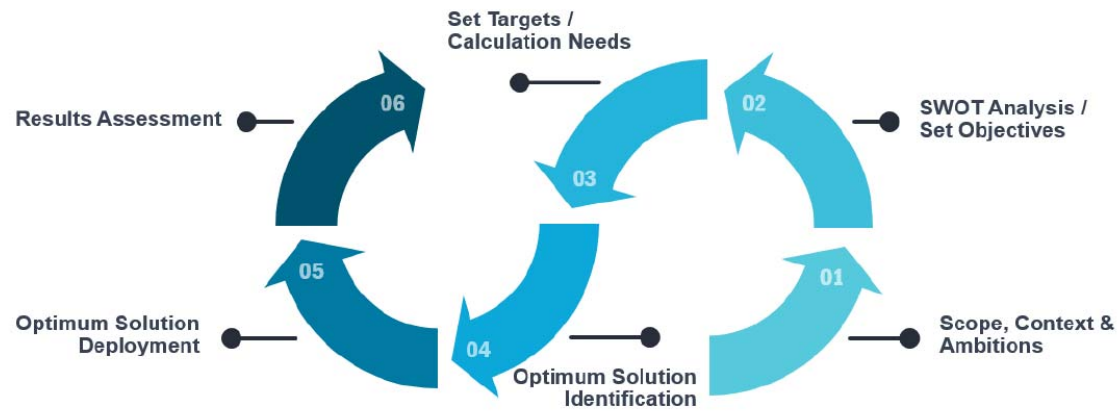 Set Targets /
Calculation Needs
06
02
Results Assessment
SWOT Analysis /
Set Objectives
03
05
01
Optimum Solution
Deployment
04
Scope, Context &
Ambitions
Optimum Solution
Identification